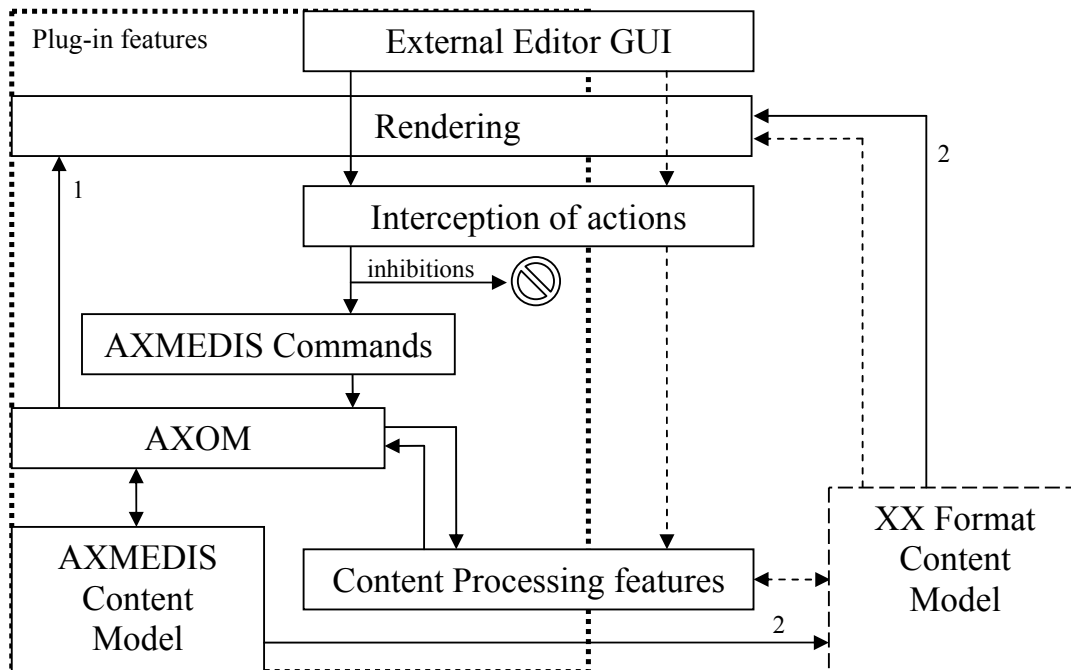 Plug-in features
External Editor GUI
Rendering
1
2
Interception of actions
inhibitions
AXMEDIS Commands
AXOM
AXMEDIS
Content
Model
Content Processing features
XX Format
Content
Model
2